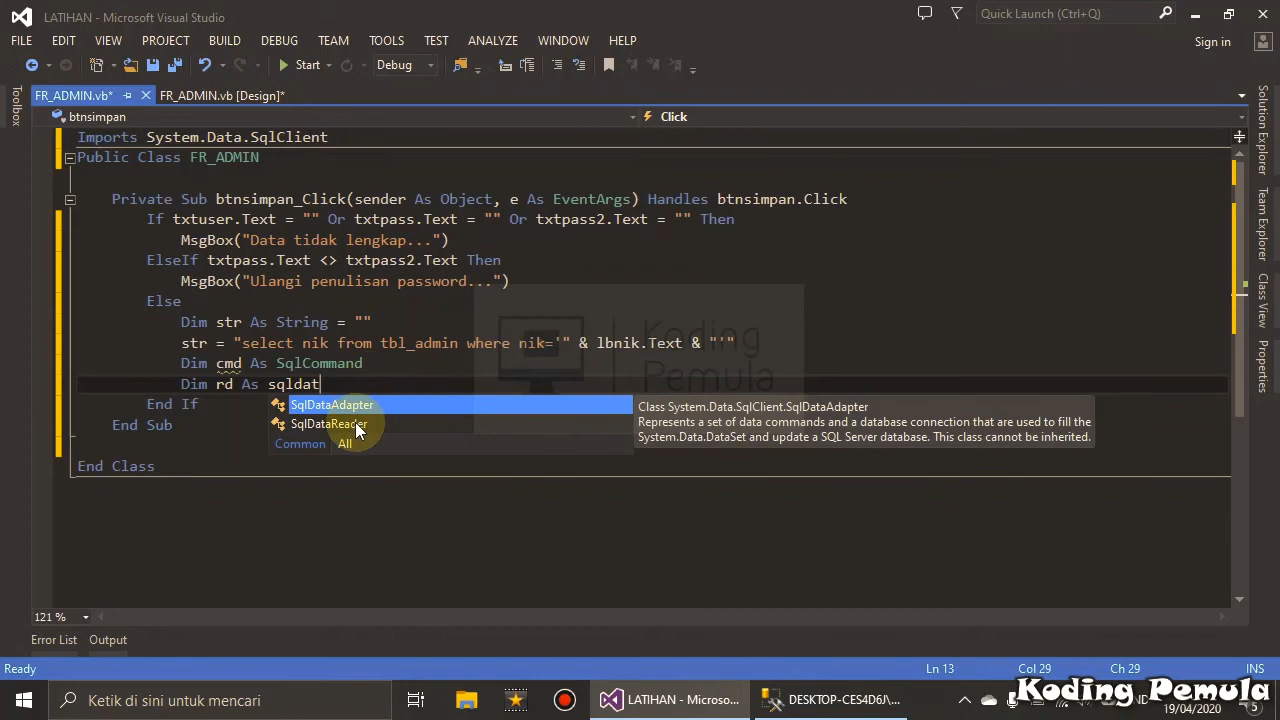 LATIHAN - Microsoft Visual Studio
Quick Launch (Ctrl+Q)
FILE EDIT VIEW PROJECT BUILD DEBUG TEAM TOOLS TEST ANALYZE WINDOW HELP
Sign in
Start
Debug
Toolbox
FR_ADMIN.vb*
FR_ADMIN.vb [Design]*
btnsimpan
Click
Imports System.Data.SqlClient
Public Class FR_ADMIN
Private Sub btnsimpan_Click(sender As Object, e As EventArgs) Handles btnsimpan.Click
If txtuser.Text = "" Or txtpass.Text = "" Or txtpass2.Text = "" Then
MsgBox("Data tidak lengkap...")
ElseIf txtpass.Text <> txtpass2.Text Then
MsgBox("Ulangi penulisan password...")
Else
Dim str As String = ""
str = "select nik from tbl_admin where nik='" & lbnik.Text & "'"
Dim cmd As SqlCommand
Dim rd As sqldat
End If
End Sub
End Class
SqlDataAdapter
SqlDataReader
Common All
Class System.Data.SqlClient.SqlDataAdapter
Represents a set of data commands and a database connection that are used to fill the
System.Data.DataSet and update a SQL Server database. This class cannot be inherited.
Koding
Pemula
Solution Explorer
Team Explorer
Class View
Properties
121 %
Error List Output
Ready
Ln 13
Col 29
Ch 29
INS
Ketik di sini untuk mencari
LATIHAN - Microso...
DESKTOP-CES4D6J\...
19/04/2020
5
Koding Pemula